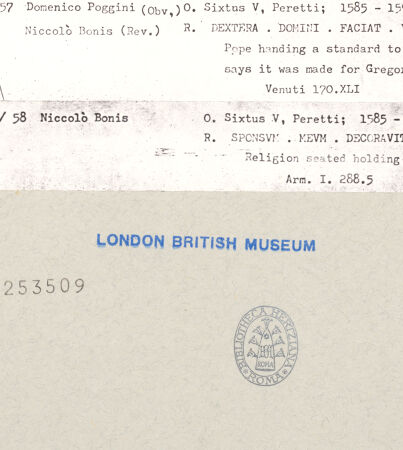 57 Domenico Poggini (Obv,) O. Sixtus V, Peretti; 1585 -
Niccolò Bonis (Rev.) R. DEXTERA . DOMINI . FACIAT .
Pope handing a standard to
says it was made for Gregor
Venuti 170.XLI
/ 58 Niccolò Bonis O. Sixtus V, Peretti; 1585 -
R. SPONSVM . MEVM . DECORAVIT
Religion seated holding
Arm. I. 288.5
LONDON BRITISH MUSEUM
253509
BIBLIOTHECA HERTZIANA
ROMA
ROMA